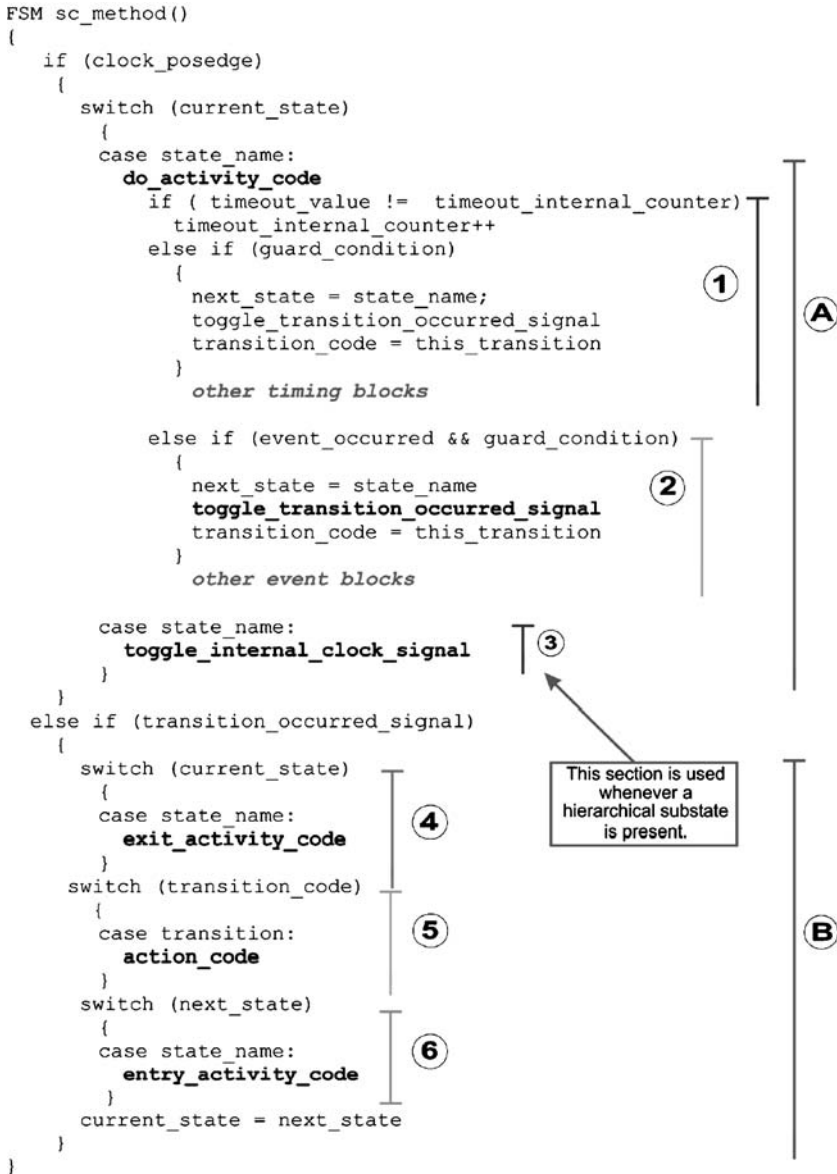 FSM sc_method()
{
if (clock_posedge)
{
switch (current_state)
{
case state_name:
do_activity_code
if ( timeout_value != timeout_internal_counter)
timeout_internal_counter++
else if (guard_condition)
{
next_state = state_name;
toggle_transition_occurred_signal
transition_code = this_transition
}
other timing blocks
1
A
else if (event_occurred && guard_condition)
{
next_state = state_name
toggle_transition_occurred_signal
transition_code = this_transition
}
other event blocks
2
case state_name:
toggle_internal_clock_signal
}
3
}
else if (transition_occurred_signal)
{
This section is used
whenever a
hierarchical substate
is present.
switch (current_state)
{
case state_name:
exit_activity_code
}
4
switch (transition_code)
{
case transition:
action_code
}
5
B
switch (next_state)
{
case state_name:
entry_activity_code
}
6
current_state = next_state
}
}